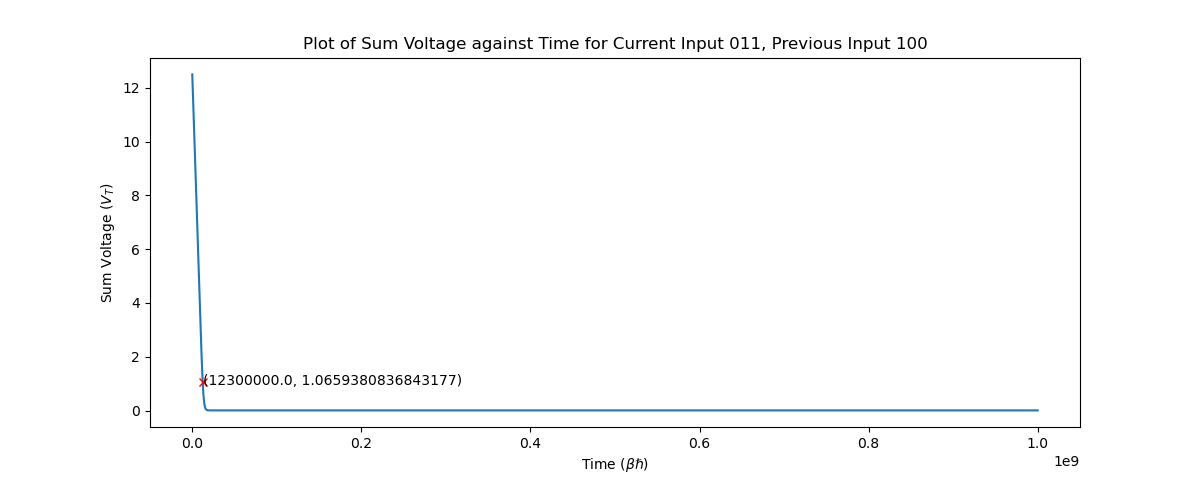 Plot of Sum Voltage against Time for Current Input 011, Previous Input 100
12
10
8
6
4
2
0
Sum Voltage (V_T)
(12300000.0, 1.0659380836843177)
0.0 0.2 0.4 0.6 0.8 1.0
1e9
Time (βℏ)